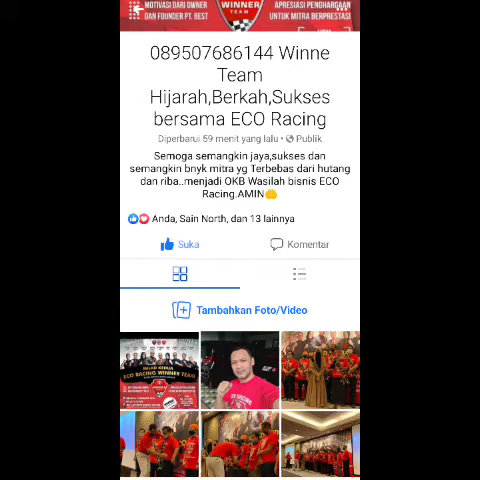 MOTIVASI DARI OWNER
DAN FOUNDER PT. BEST
WINNER
TEAM
APRESIASI PENGHARGAAN
UNTUK MITRA BERPRESTASI
089507686144 Winne
Team
Hijarah,Berkah,Sukses
bersama ECO Racing
Diperbarui 59 menit yang lalu • Publik
Semoga semangkin jaya,sukses dan
semangkin bnyk mitra yg Terbebas dari hutang
dan riba..menjadi OKB Wasilah bisnis ECO
Racing.AMIN🤲
Anda, Sain North, dan 13 lainnya
Suka
Komentar
Tambahkan Foto/Video
ECO RACING WINNER TEAM